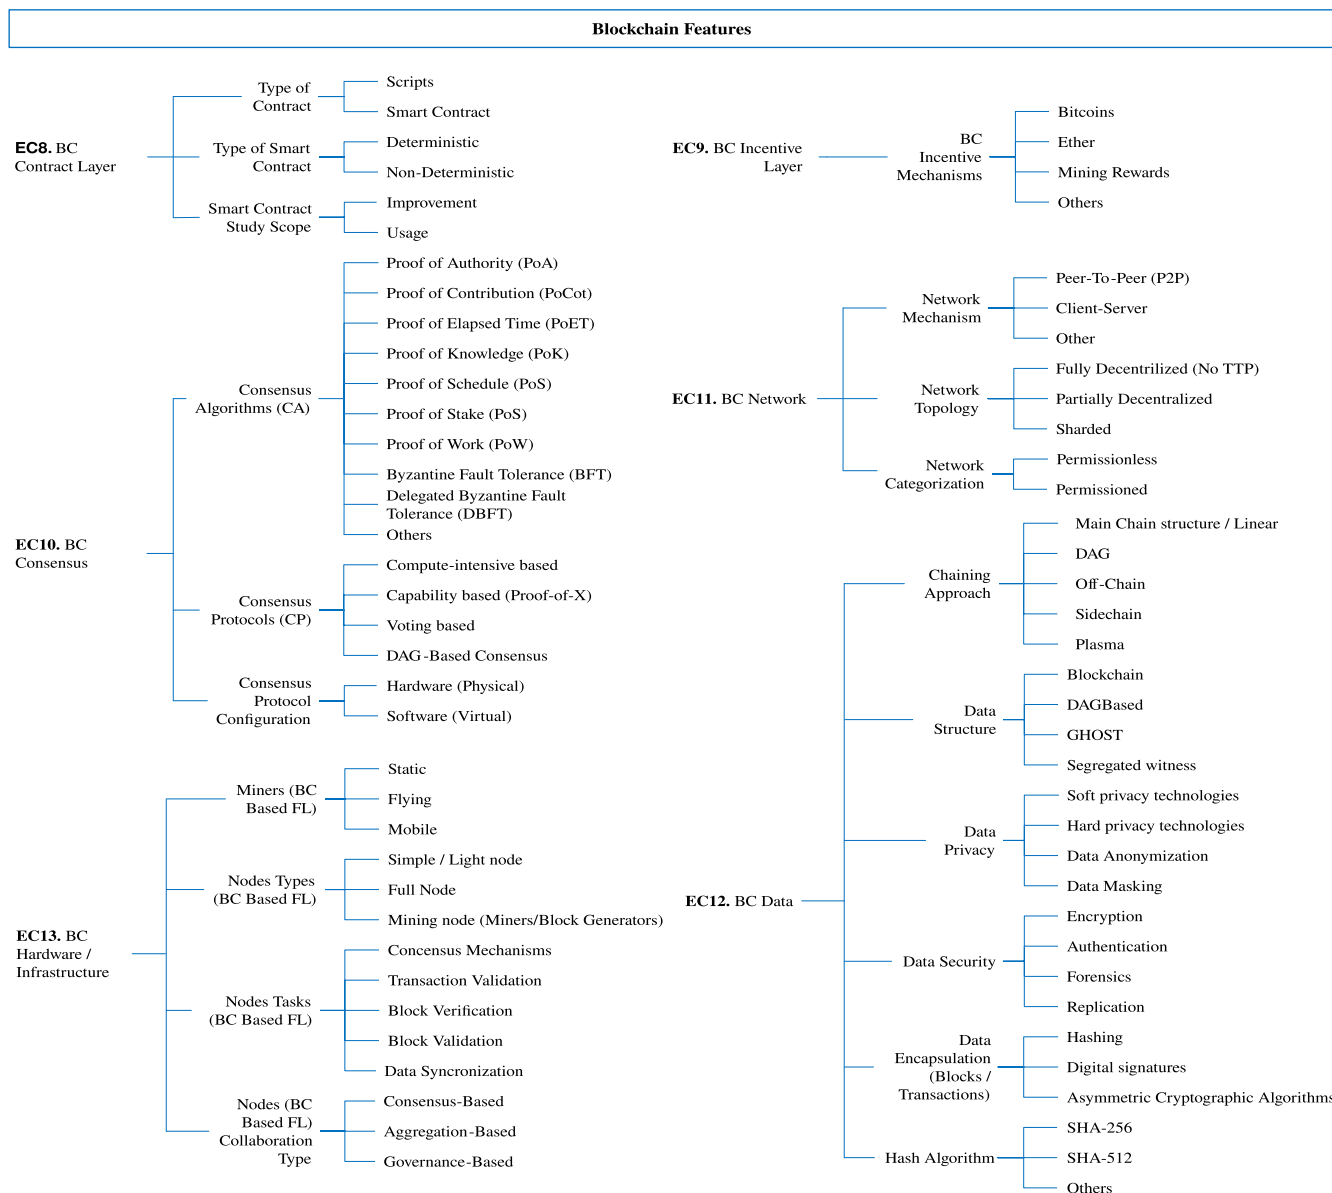 Blockchain Features
EC8. BC
Contract Layer
Type of
Contract
Scripts
Smart Contract
Type of Smart
Contract
Deterministic
Non-Deterministic
Smart Contract
Study Scope
Improvement
Usage
EC9. BC Incentive
Layer
BC
Incentive
Mechanisms
Bitcoins
Ether
Mining Rewards
Others
EC10. BC
Consensus
Consensus
Algorithms (CA)
Proof of Authority (PoA)
Proof of Contribution (PoCot)
Proof of Elapsed Time (PoET)
Proof of Knowledge (PoK)
Proof of Schedule (PoS)
Proof of Stake (PoS)
Proof of Work (PoW)
Byzantine Fault Tolerance (BFT)
Delegated Byzantine Fault
Tolerance (DBFT)
Others
Consensus
Protocols (CP)
Compute-intensive based
Capability based (Proof-of-X)
Voting based
DAG-Based Consensus
Consensus
Protocol
Configuration
Hardware (Physical)
Software (Virtual)
EC11. BC Network
Network
Mechanism
Peer-To-Peer (P2P)
Client-Server
Other
Network
Topology
Fully Decentrilized (No TTP)
Partially Decentralized
Sharded
Network
Categorization
Permissionless
Permissioned
EC12. BC Data
Chaining
Approach
Main Chain structure / Linear
DAG
Off-Chain
Sidechain
Plasma
Data
Structure
Blockchain
DAGBased
GHOST
Segregated witness
Data
Privacy
Soft privacy technologies
Hard privacy technologies
Data Anonymization
Data Masking
Data Security
Encryption
Authentication
Forensics
Replication
Data
Encapsulation
(Blocks /
Transactions)
Hashing
Digital signatures
Asymmetric Cryptographic Algorithms
Hash Algorithm
SHA-256
SHA-512
Others
EC13. BC
Hardware /
Infrastructure
Miners (BC
Based FL)
Static
Flying
Mobile
Nodes Types
(BC Based FL)
Simple / Light node
Full Node
Mining node (Miners/Block Generators)
Nodes Tasks
(BC Based FL)
Concensus Mechanisms
Transaction Validation
Block Verification
Block Validation
Data Syncronization
Nodes (BC
Based FL)
Collaboration
Type
Consensus-Based
Aggregation-Based
Governance-Based